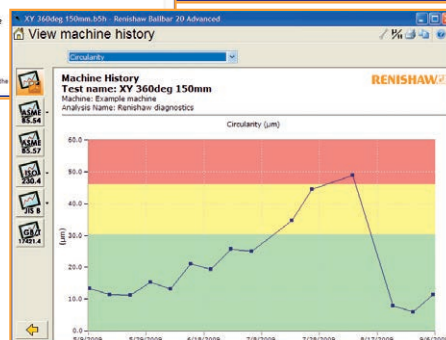 XY 360deg 150mm.b5h - Renishaw Ballbar 20 Advanced
View machine history
Circularity
Machine History
RENISHAW
Test name: XY 360deg 150mm
Machine: Example machine
Analysis Name: Renishaw diagnostics
Circularity (µm)
ASME
B5.54
ASME
B5.57
ISO
230.4
JIS B
GB/T
17421.4
60.0
50.0
40.0
(µm)
30.0
20.0
10.0
0.0
5/9/2009
5/29/2009
6/18/2009
7/8/2009
7/28/2009
8/17/2009
the